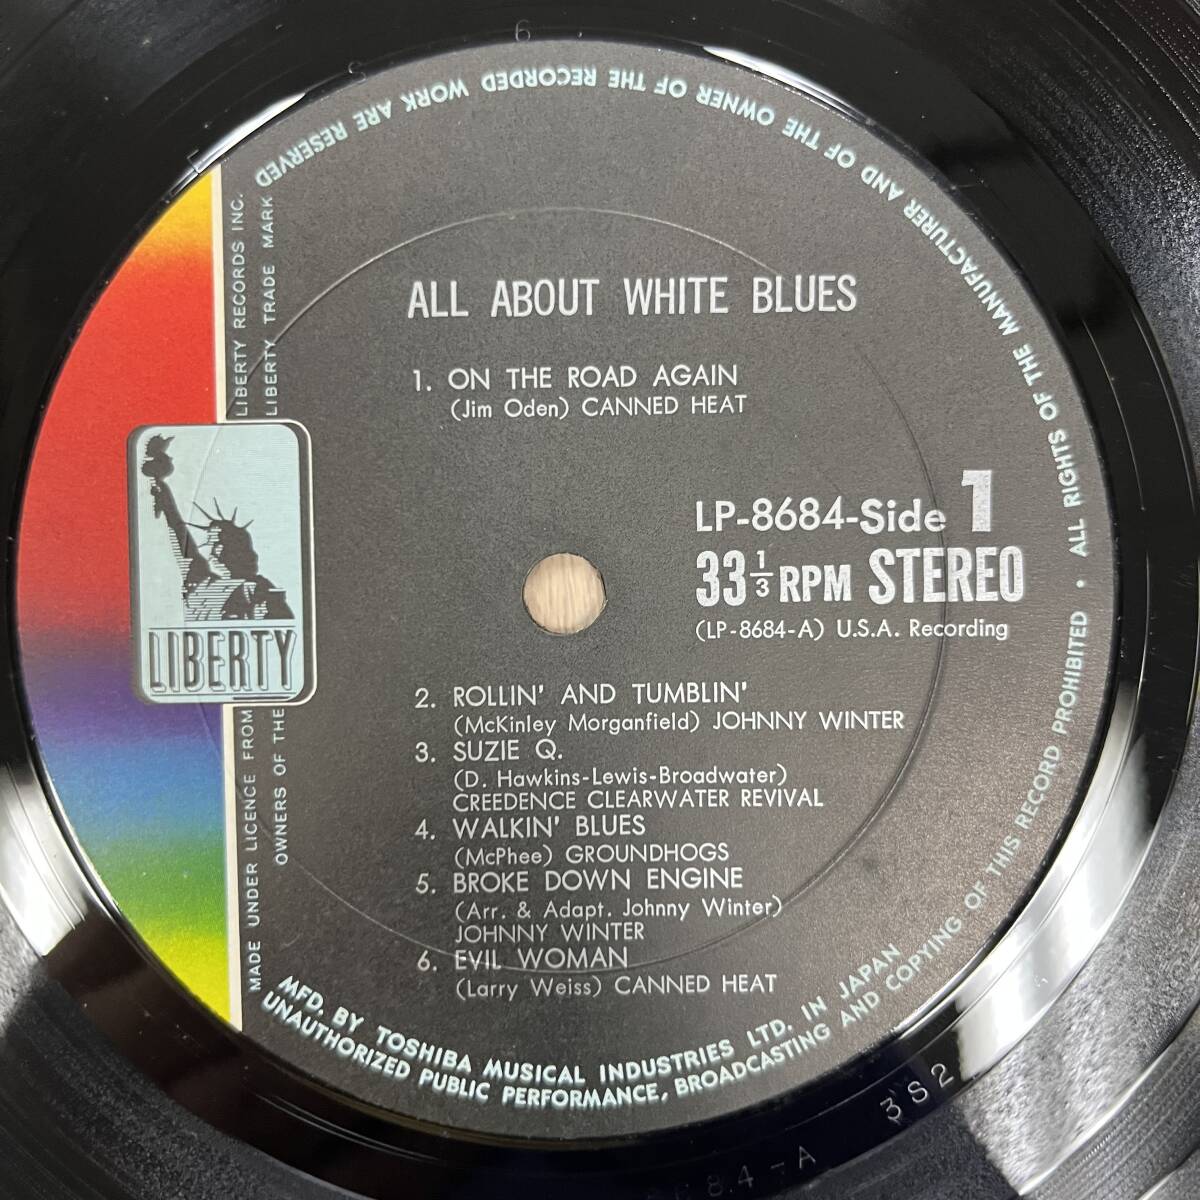 ALL ABOUT WHITE BLUES
1. ON THE ROAD AGAIN
(Jim Oden) CANNED HEAT
LP-8684-Side 1
33 1/3 RPM STEREO
(LP-8684-A) U.S.A. Recording
2. ROLLIN' AND TUMBLIN'
(McKinley Morganfield) JOHNNY WINTER
3. SUZIE Q.
(D. Hawkins-Lewis-Broadwater)
CREEDENCE CLEARWATER REVIVAL
4. WALKIN' BLUES
(McPhee) GROUNDHOGS
5. BROKE DOWN ENGINE
(Arr. & Adapt. Johnny Winter)
JOHNNY WINTER
6. EVIL WOMAN
(Larry Weiss) CANNED HEAT
LIBERTY
MADE UNDER LICENCE FROM LIBERTY RECORDS INC.
OWNERS OF THE LIBERTY TRADE MARK
MFD. BY TOSHIBA MUSICAL INDUSTRIES LTD. IN JAPAN
UNAUTHORIZED PUBLIC PERFORMANCE, BROADCASTING AND COPYING OF THIS RECORD PROHIBITED • ALL RIGHTS OF THE MANUFACTURER AND OF THE OWNER OF THE RECORDED WORK ARE RESERVED
3S2
8.4-A
6